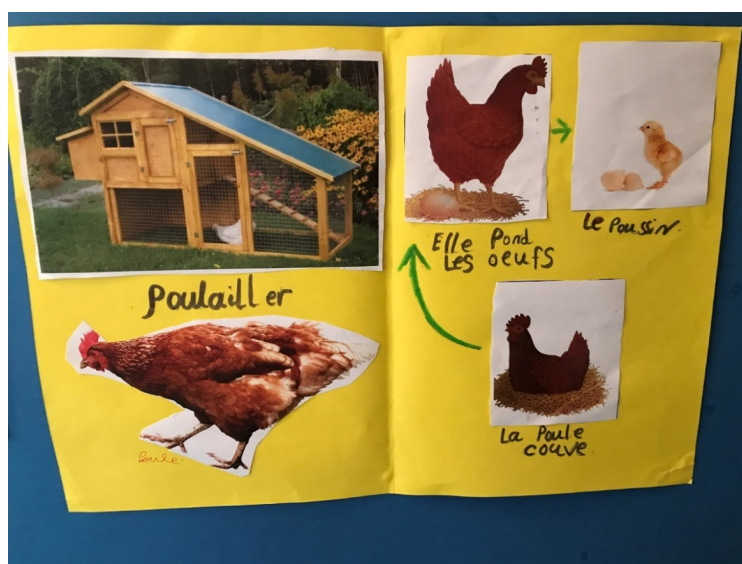 Poulailler
Poule.
Elle Pond
Les oeufs
Le Poussin.
La Poule
couve.